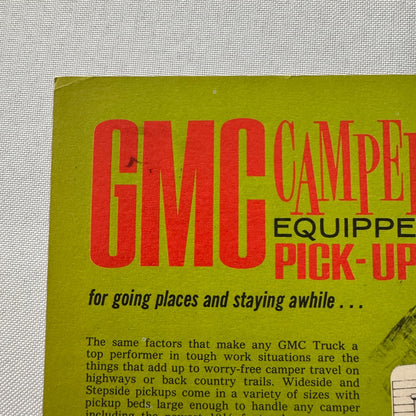 GMC CAMPE
EQUIPPE
PICK-UP
for going places and staying awhile . . .
The same factors that make any GMC Truck a
top performer in tough work situations are the
things that add up to worry-free camper travel on
highways or back country trails. Wideside and
Stepside pickups come in a variety of sizes with
pickup beds large enough to handle any camper